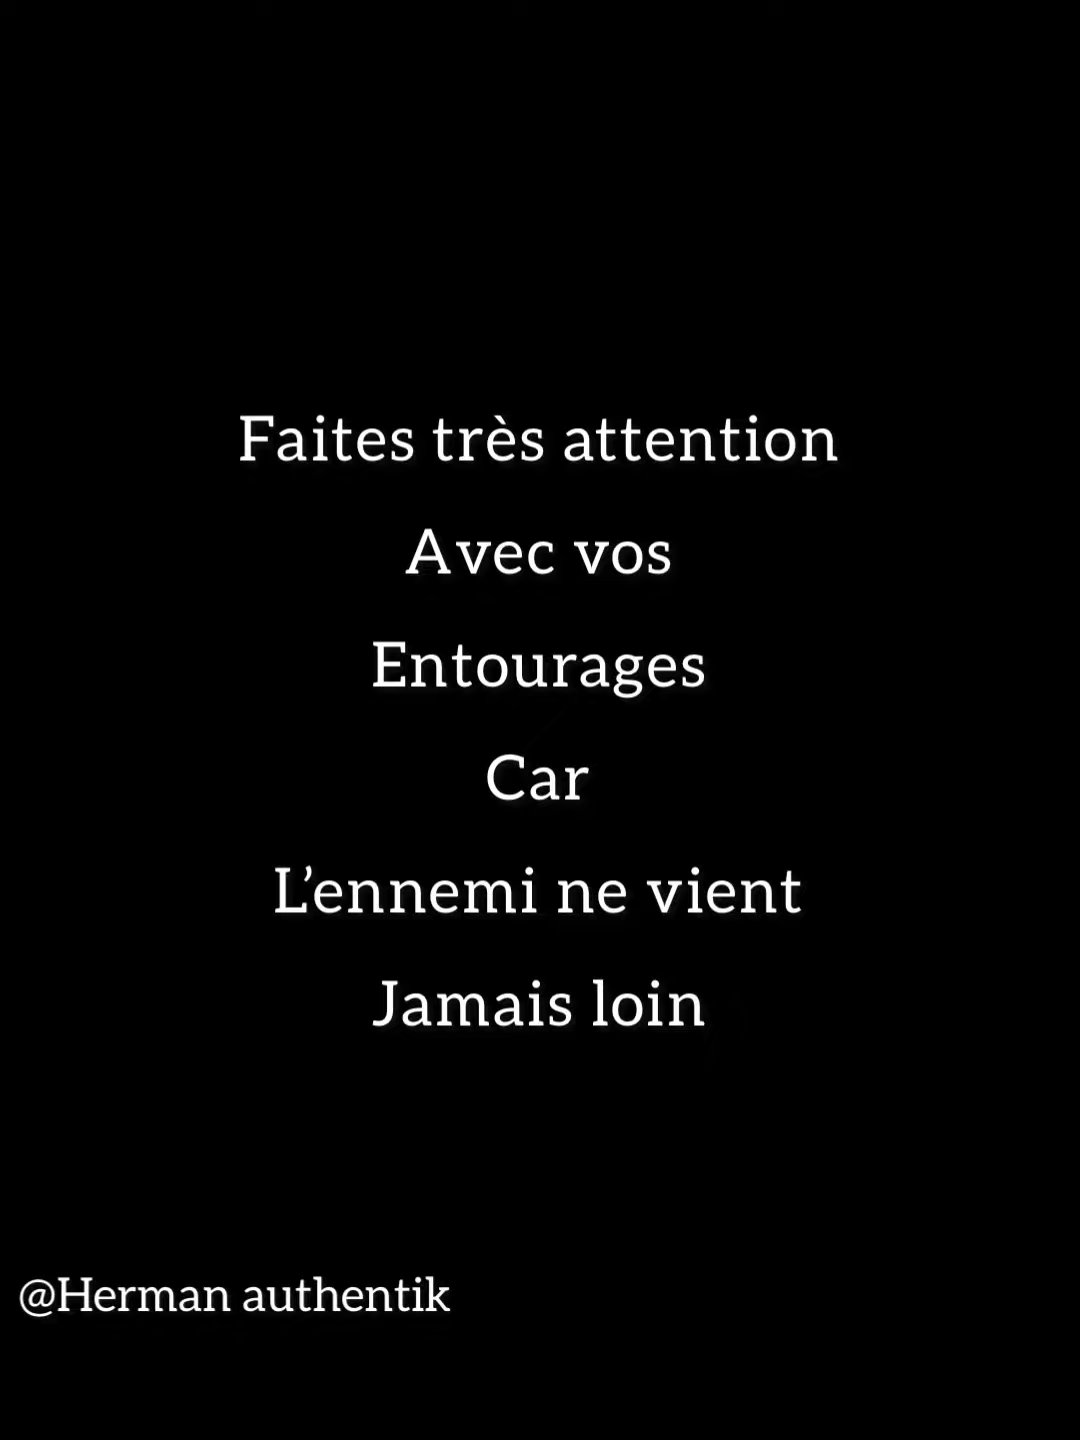 Faites très attention
Avec vos
Entourages
Car
L’ennemi ne vient
Jamais loin
@Herman authentik